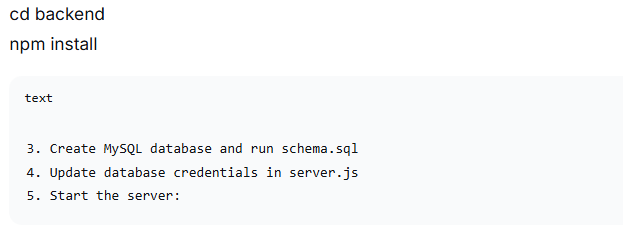 cd backend
npm install
text
3. Create MySQL database and run schema.sql
4. Update database credentials in server.js
5. Start the server: